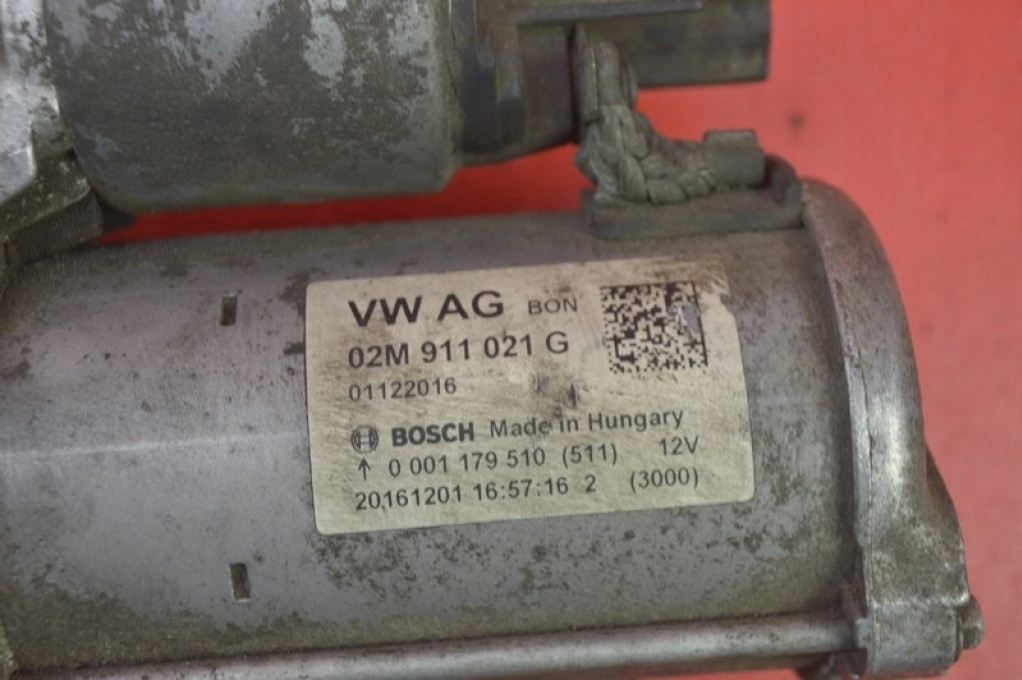 VW AG BON
02M 911 021 G
01122016
BOSCH Made in Hungary
↑ 0 001 179 510 (511) 12V
20161201 16:57:16 2 (3000)